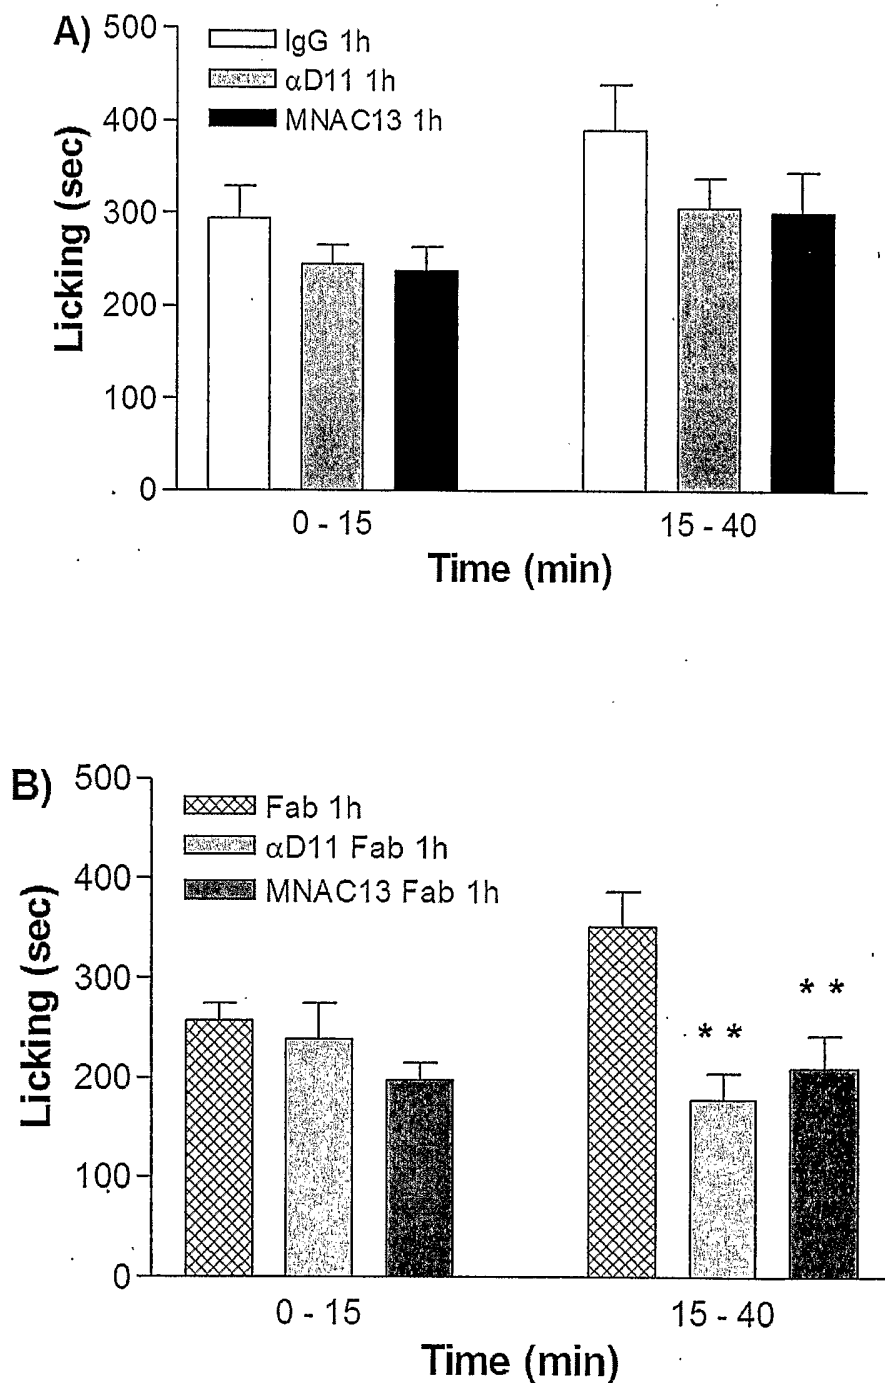 A)
500
400
300
200
100
0
Licking (sec)
IgG 1h
αD11 1h
MNAC13 1h
0 - 15
15 - 40
Time (min)
B)
500
400
300
200
100
0
Licking (sec)
Fab 1h
αD11 Fab 1h
MNAC13 Fab 1h
* *
* *
0 - 15
15 - 40
Time (min)